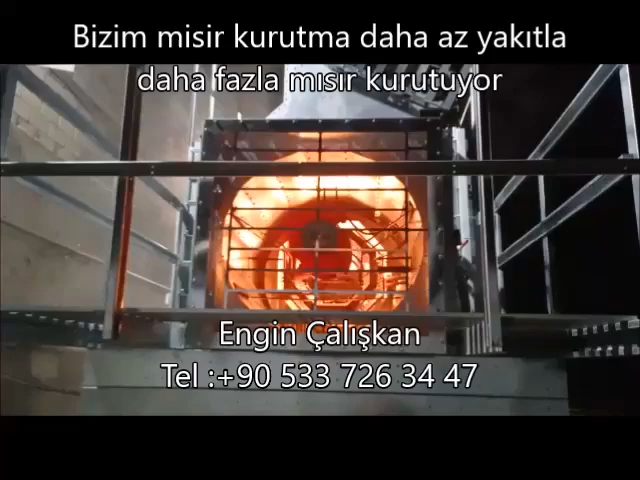 Bizim misir kurutma daha az yakıtla
daha fazla mısır kurutuyor
Engin Çalışkan
Tel :+90 533 726 34 47